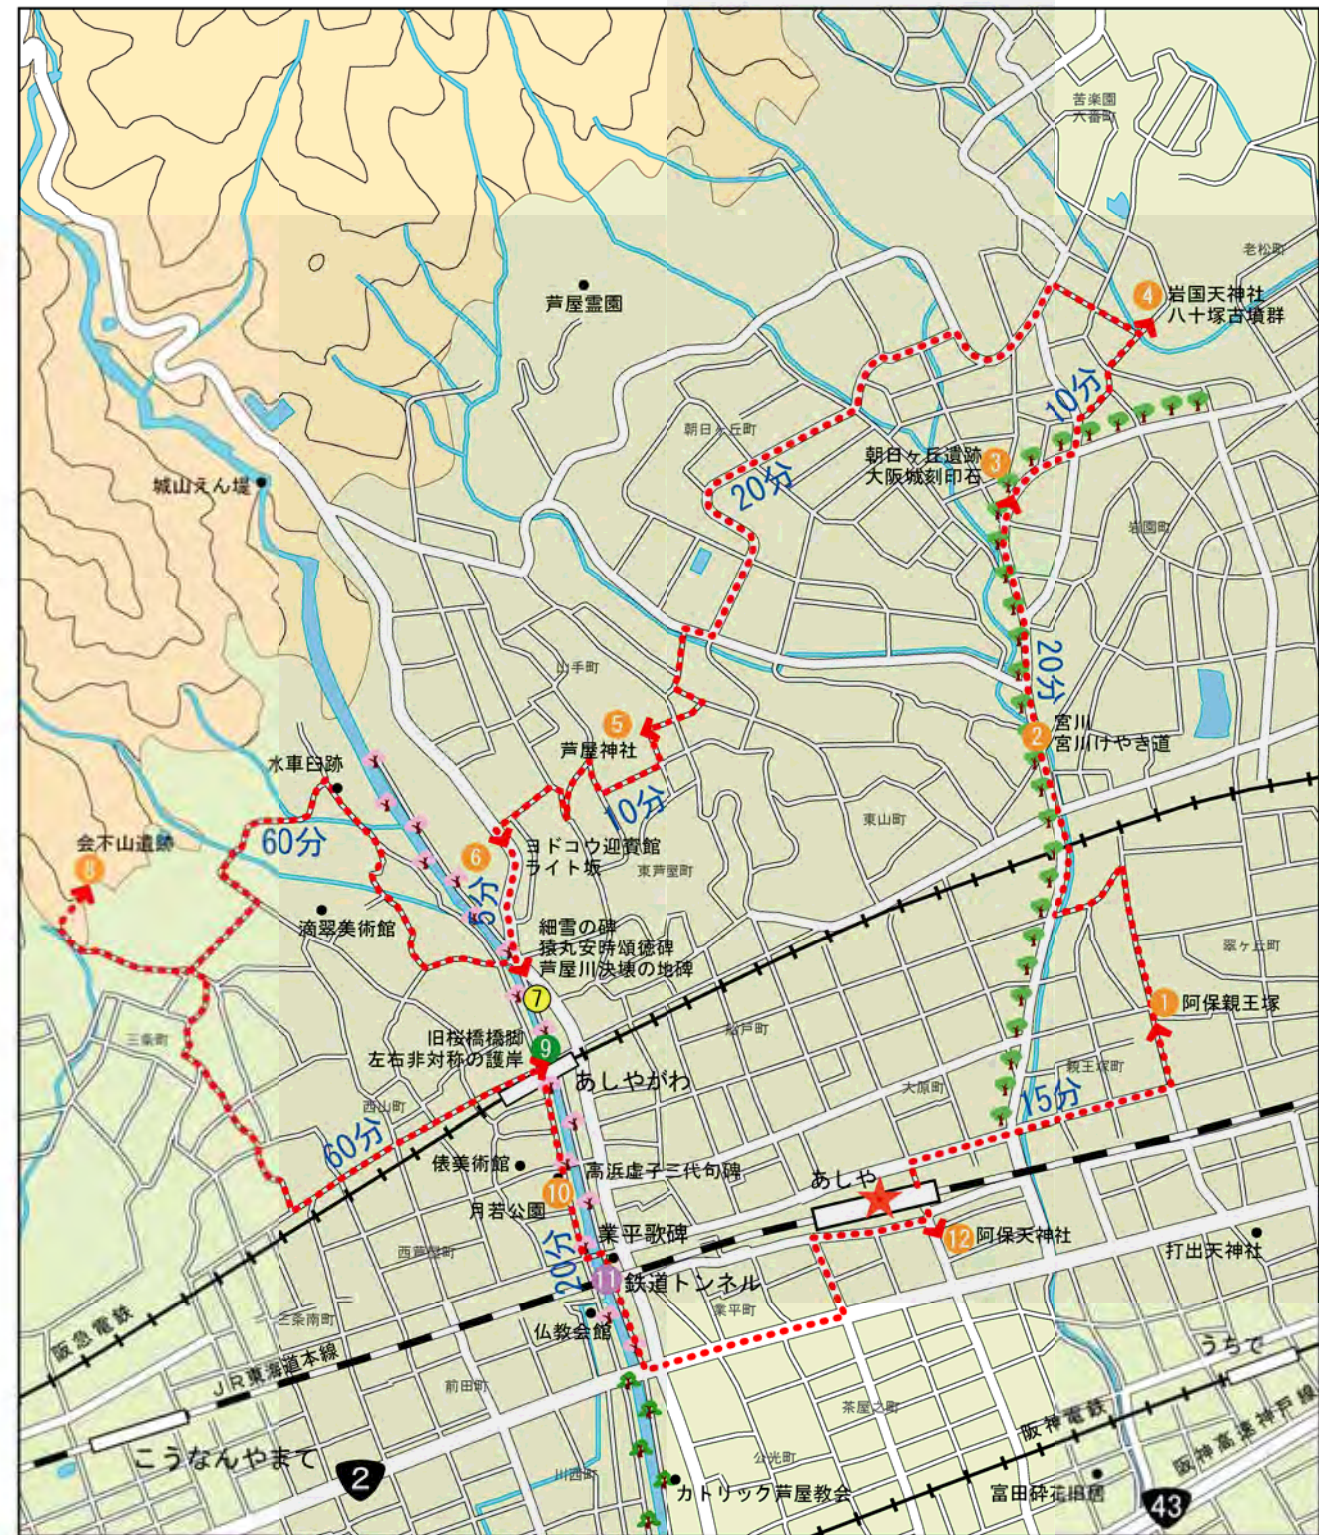 苦楽園
六番町
老松町
4
岩国天神社
八十塚古墳群
芦屋霊園
10分
朝日ヶ丘町
朝日ヶ丘遺跡
大阪城刻印石
3
20分
城山えん堤
岩園町
20分
山手町
5
芦屋神社
2
宮川
宮川けやき道
水車臼跡
10分
東山町
60分
会下山遺跡
8
6
ヨドコウ迎賓館
ライト坂
東芦屋町
5分
滴翠美術館
細雪の碑
猿丸安時頌徳碑
芦屋川決壊の地碑
翠ヶ丘町
7
1
阿保親王塚
船戸町
三条町
旧桜橋橋脚
左右非対称の護岸
9
あしやがわ
親王塚町
大原町
15分
西山町
60分
俵美術館
高浜虚子三代句碑
あしや
10
月若公園
業平歌碑
12
阿保天神社
打出天神社
西芦屋町
20分
11
鉄道トンネル
業平町
三条南町
仏教会館
阪急電鉄
JR東海道本線
うちで
前田町
茶屋之町
阪神電鉄
阪神高速神戸線
こうなんやまて
公光町
2
川西町
カトリック芦屋教会
富田砕花旧居
43